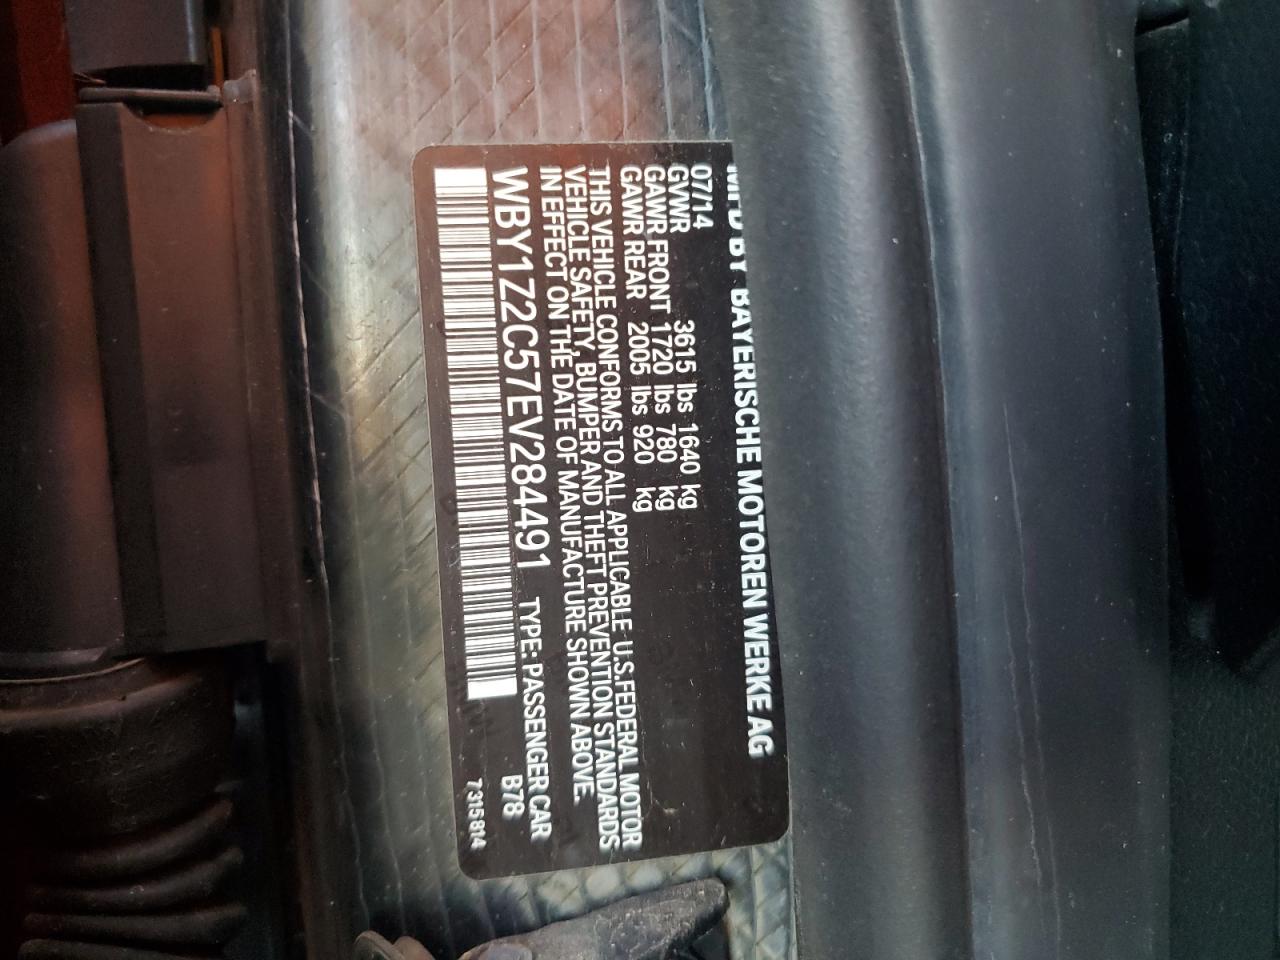 MFD BY BAYERISCHE MOTOREN WERKE AG
07/14
GVWR 3615 lbs 1640 kg
GAWR FRONT 1720 lbs 780 kg
GAWR REAR 2005 lbs 920 kg
THIS VEHICLE CONFORMS TO ALL APPLICABLE U.S.FEDERAL MOTOR
VEHICLE SAFETY, BUMPER AND THEFT PREVENTION STANDARDS
IN EFFECT ON THE DATE OF MANUFACTURE SHOWN ABOVE.
WBY1Z2C57EV284491 TYPE: PASSENGER CAR
B78
7315814